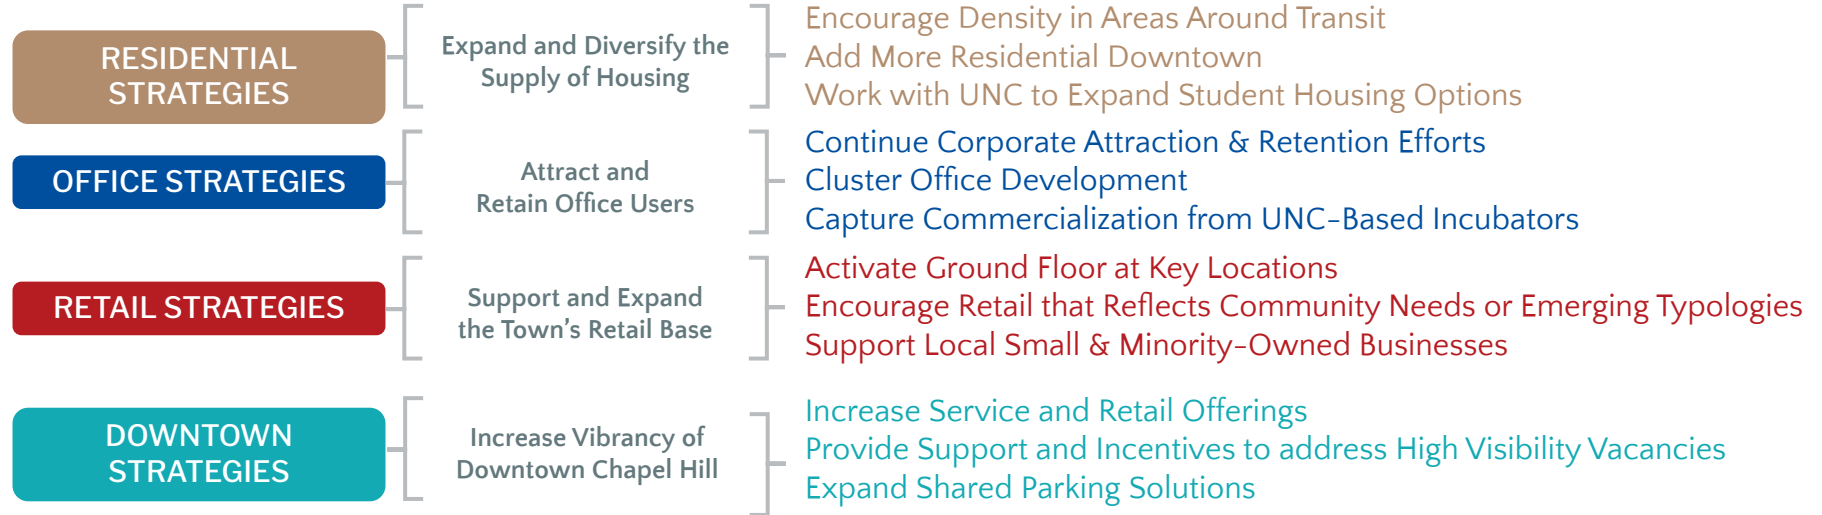 RESIDENTIAL
STRATEGIES
Expand and Diversify the
Supply of Housing
Encourage Density in Areas Around Transit
Add More Residential Downtown
Work with UNC to Expand Student Housing Options
OFFICE STRATEGIES
Attract and
Retain Office Users
Continue Corporate Attraction & Retention Efforts
Cluster Office Development
Capture Commercialization from UNC-Based Incubators
RETAIL STRATEGIES
Support and Expand
the Town's Retail Base
Activate Ground Floor at Key Locations
Encourage Retail that Reflects Community Needs or Emerging Typologies
Support Local Small & Minority-Owned Businesses
DOWNTOWN
STRATEGIES
Increase Vibrancy of
Downtown Chapel Hill
Increase Service and Retail Offerings
Provide Support and Incentives to address High Visibility Vacancies
Expand Shared Parking Solutions